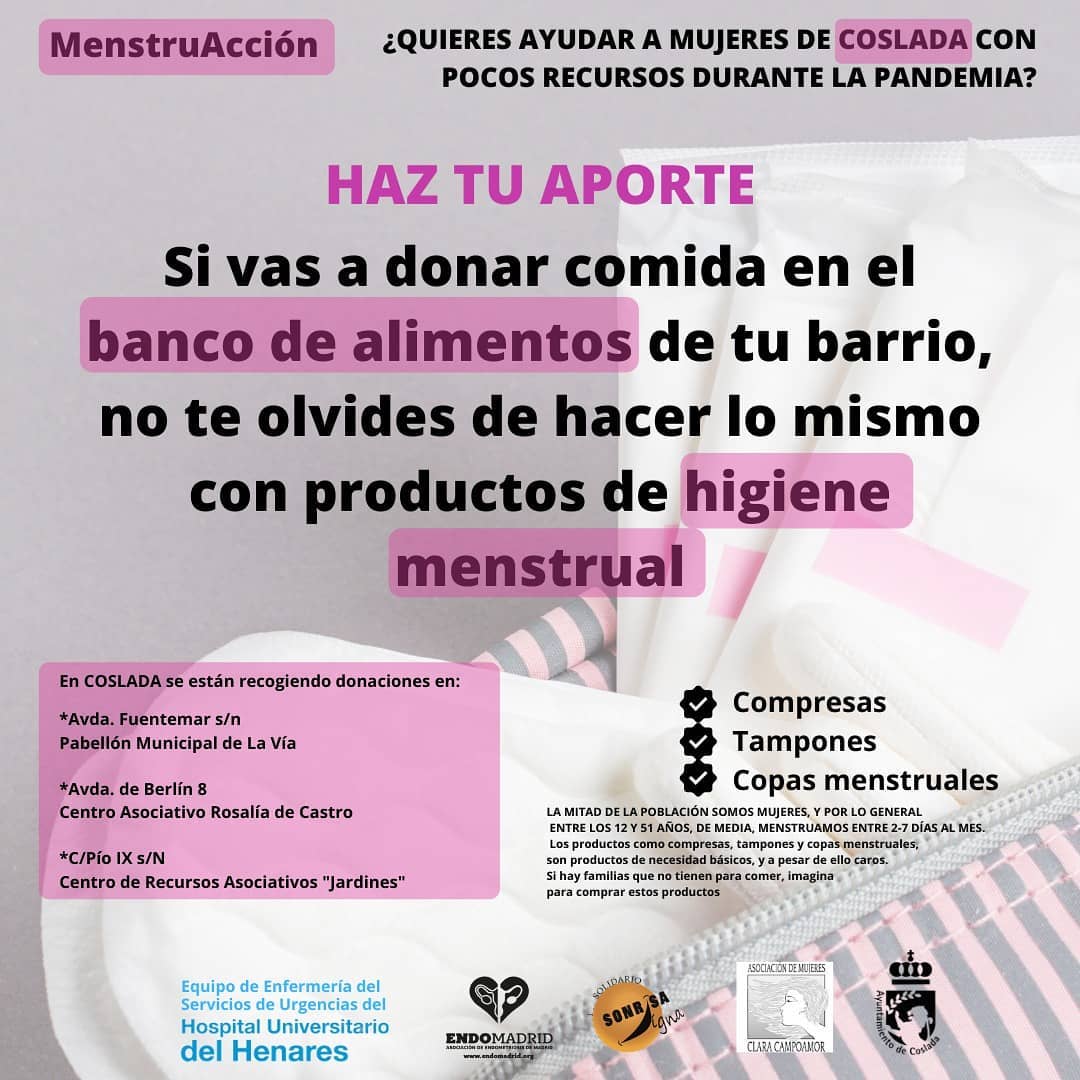 MenstruAcción
¿QUIERES AYUDAR A MUJERES DE COSLADA CON
POCOS RECURSOS DURANTE LA PANDEMIA?
HAZ TU APORTE
Si vas a donar comida en el
banco de alimentos de tu barrio,
no te olvides de hacer lo mismo
con productos de higiene
menstrual
En COSLADA se están recogiendo donaciones en:
*Avda. Fuentemar s/n
Pabellón Municipal de La Vía
*Avda. de Berlín 8
Centro Asociativo Rosalía de Castro
*C/Pío IX s/N
Centro de Recursos Asociativos "Jardines"
Compresas
Tampones
Copas menstruales
LA MITAD DE LA POBLACIÓN SOMOS MUJERES, Y POR LO GENERAL
ENTRE LOS 12 Y 51 AÑOS, DE MEDIA, MENSTRUAMOS ENTRE 2-7 DÍAS AL MES.
Los productos como compresas, tampones y copas menstruales,
son productos de necesidad básicos, y a pesar de ello caros.
Si hay familias que no tienen para comer, imagina
para comprar estos productos
Equipo de Enfermería del
Servicios de Urgencias del
Hospital Universitario
del Henares
ENDOMADRID
ASOCIACIÓN DE ENDOMETRIOSIS DE MADRID
www.endomadrid.org
SOLIDARIO
SONRISA
Digna
ASOCIACIÓN DE MUJERES
CLARA CAMPOAMOR
Ayuntamiento de Coslada